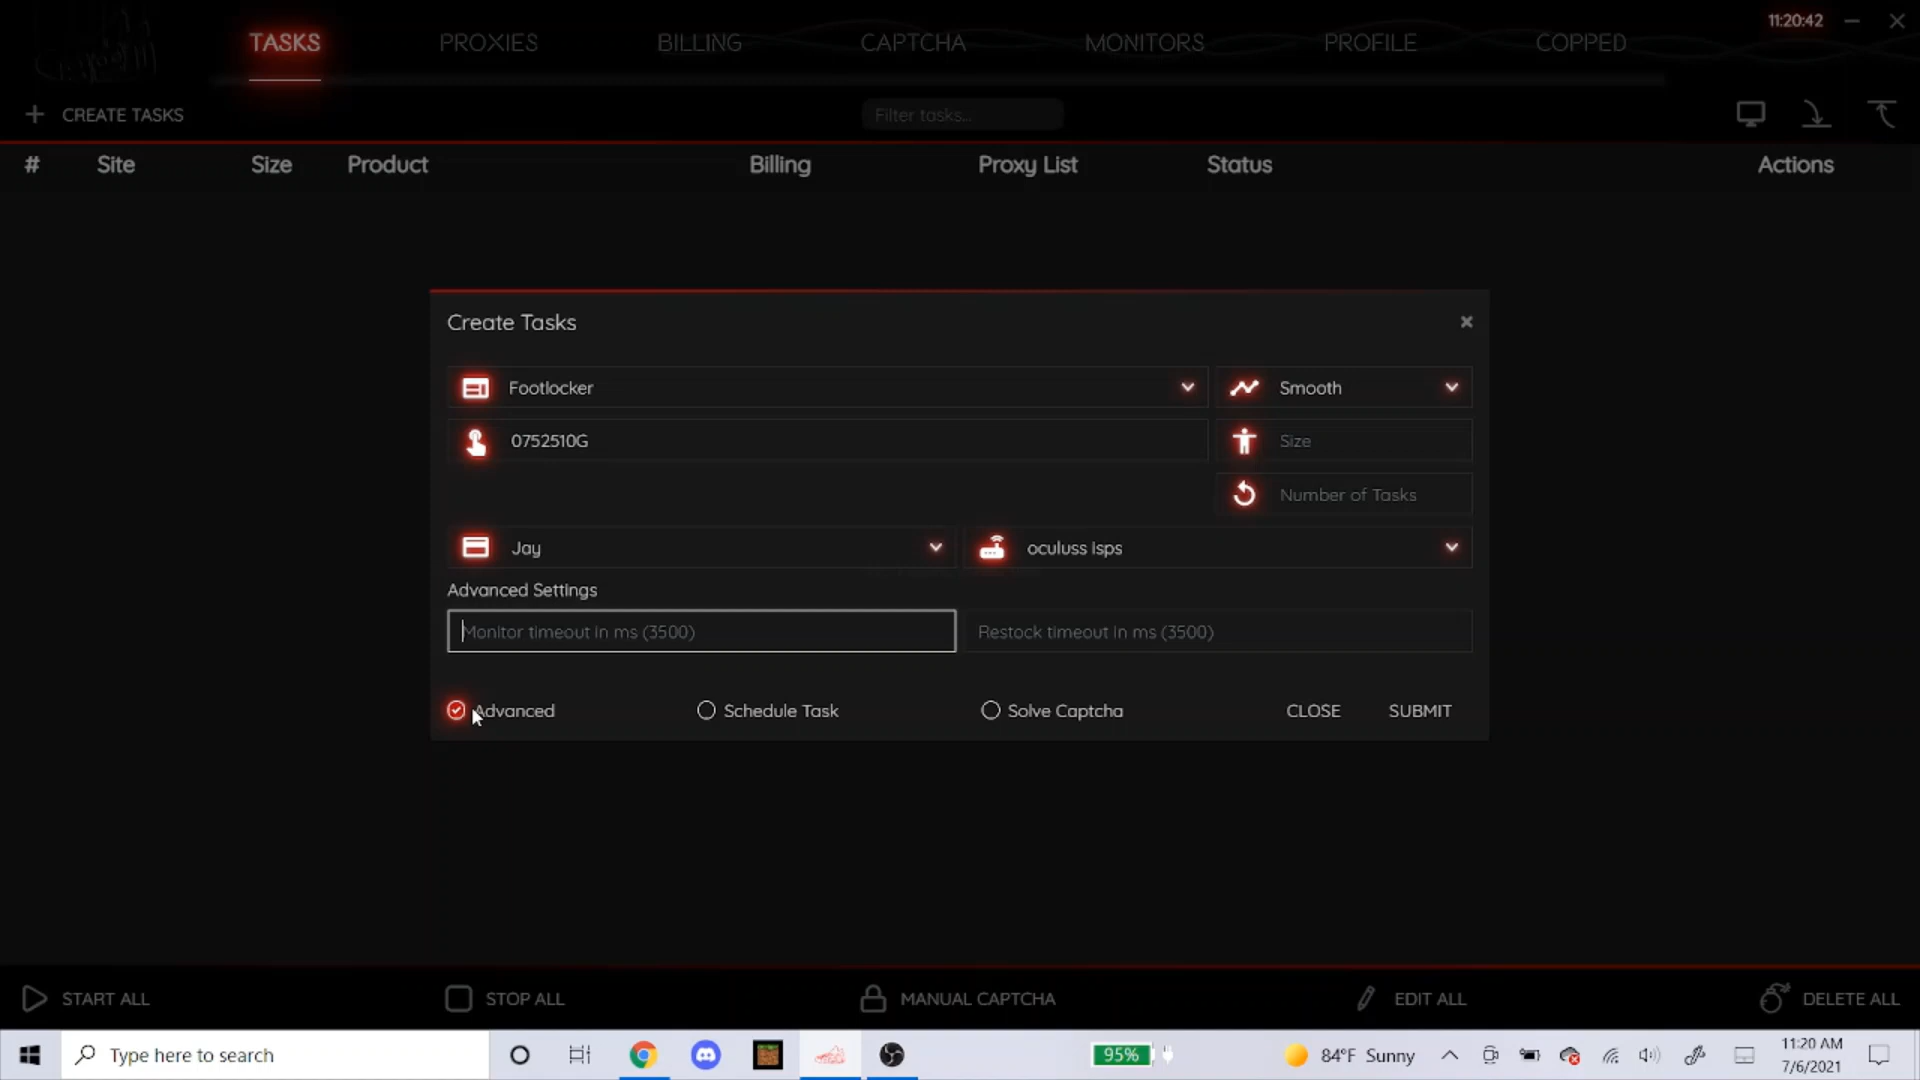 TASKS PROXIES BILLING CAPTCHA MONITORS PROFILE COPPED 11:20:42
CREATE TASKS Filter tasks...
# Site Size Product Billing Proxy List Status Actions
Create Tasks
Footlocker Smooth
0752510G Size
Number of Tasks
Jay oculuss isps
Advanced Settings
Monitor timeout in ms (3500) Restock timeout in ms (3500)
Advanced Schedule Task Solve Captcha CLOSE SUBMIT
START ALL STOP ALL MANUAL CAPTCHA EDIT ALL DELETE ALL
Type here to search 95% 84°F Sunny 11:20 AM
7/6/2021